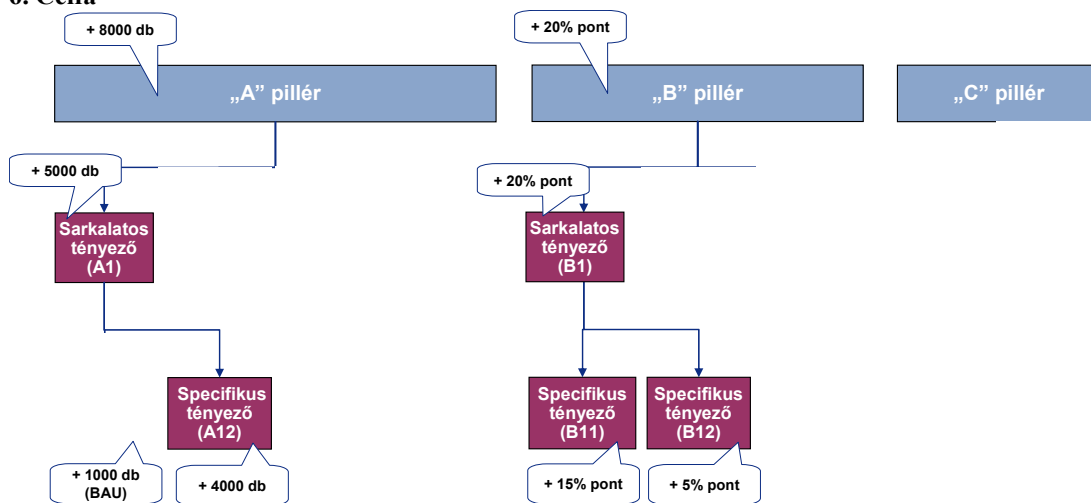 + 8000 db
+ 20% pont
„A” pillér
„B” pillér
„C” pillér
+ 5000 db
+ 20% pont
Sarkalatos
tényező
(A1)
Sarkalatos
tényező
(B1)
Specifikus
tényező
(A12)
Specifikus
tényező
(B11)
Specifikus
tényező
(B12)
+ 1000 db
(BAU)
+ 4000 db
+ 15% pont
+ 5% pont